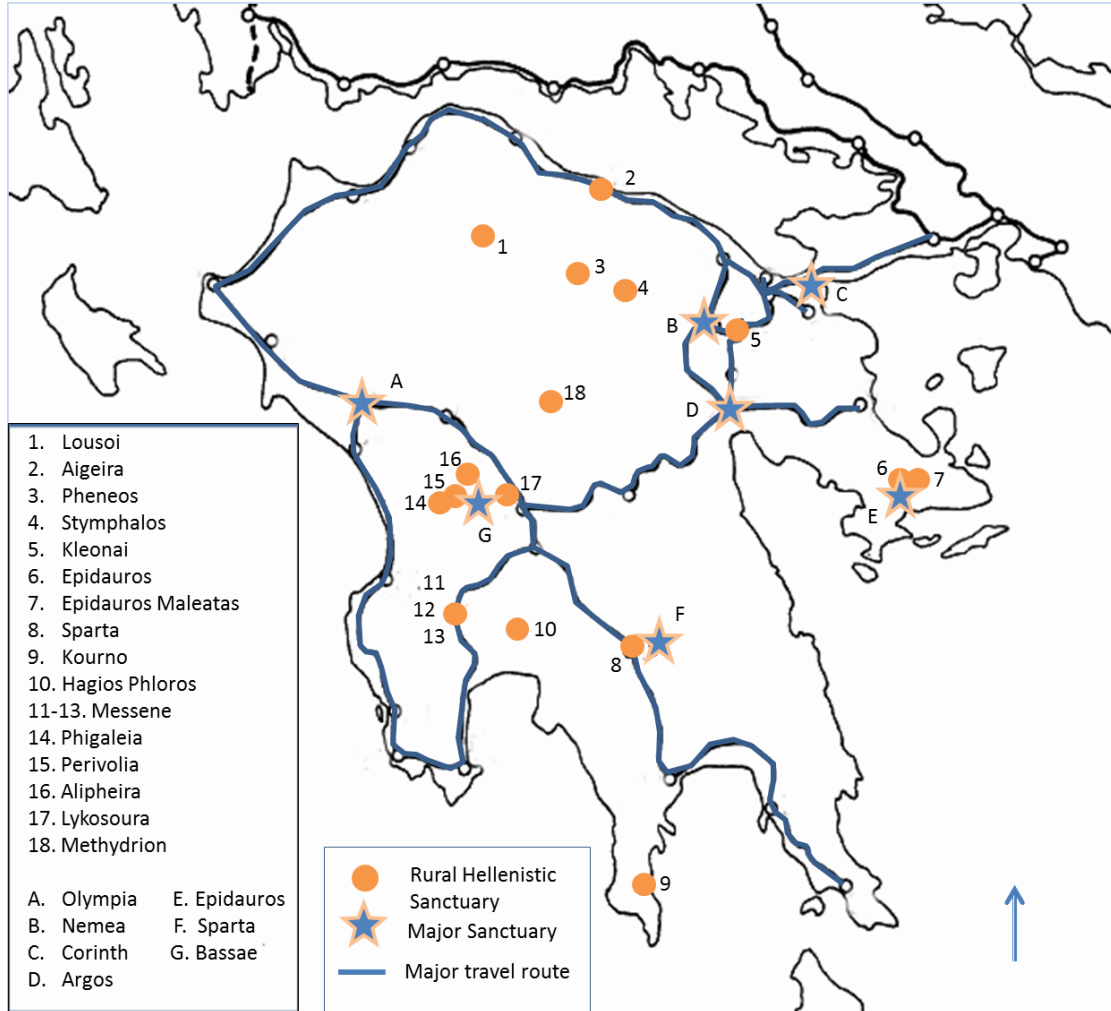 2
1
3
4
C
B
5
A
18
D
16
15
17
14
G
6
7
E
11
12
13
10
F
8
9
1. Lousoi
2. Aigeira
3. Pheneos
4. Stymphalos
5. Kleonai
6. Epidauros
7. Epidauros Maleatas
8. Sparta
9. Kourno
10. Hagios Phloros
11-13. Messene
14. Phigaleia
15. Perivolia
16. Alipheira
17. Lykosoura
18. Methydrion
A. Olympia E. Epidauros
B. Nemea F. Sparta
C. Corinth G. Bassae
D. Argos
Rural Hellenistic
Sanctuary
Major Sanctuary
Major travel route